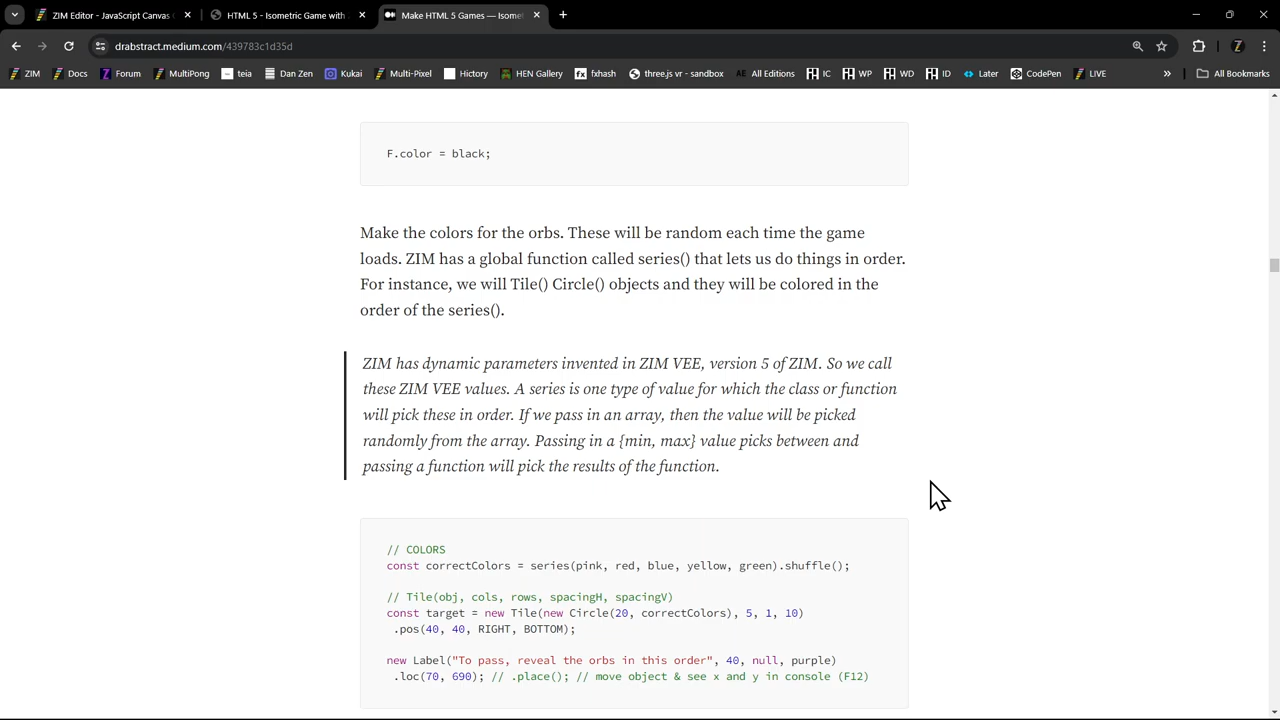 ZIM Editor - JavaScript Canvas
HTML 5 - Isometric Game with
Make HTML 5 Games — Isomet
drabstract.medium.com/439783c1d35d
ZIM
Docs
Forum
MultiPong
teia
Dan Zen
Kukai
Multi-Pixel
Hictory
HEN Gallery
fx fxhash
three.js vr - sandbox
AE All Editions
IC
WP
WD
ID
Later
CodePen
LIVE
»
All Bookmarks
F.color = black;
Make the colors for the orbs. These will be random each time the game
loads. ZIM has a global function called series() that lets us do things in order.
For instance, we will Tile() Circle() objects and they will be colored in the
order of the series().
ZIM has dynamic parameters invented in ZIM VEE, version 5 of ZIM. So we call
these ZIM VEE values. A series is one type of value for which the class or function
will pick these in order. If we pass in an array, then the value will be picked
randomly from the array. Passing in a {min, max} value picks between and
passing a function will pick the results of the function.
// COLORS
const correctColors = series(pink, red, blue, yellow, green).shuffle();
// Tile(obj, cols, rows, spacingH, spacingV)
const target = new Tile(new Circle(20, correctColors), 5, 1, 10)
.pos(40, 40, RIGHT, BOTTOM);
new Label("To pass, reveal the orbs in this order", 40, null, purple)
.loc(70, 690); // .place(); // move object & see x and y in console (F12)